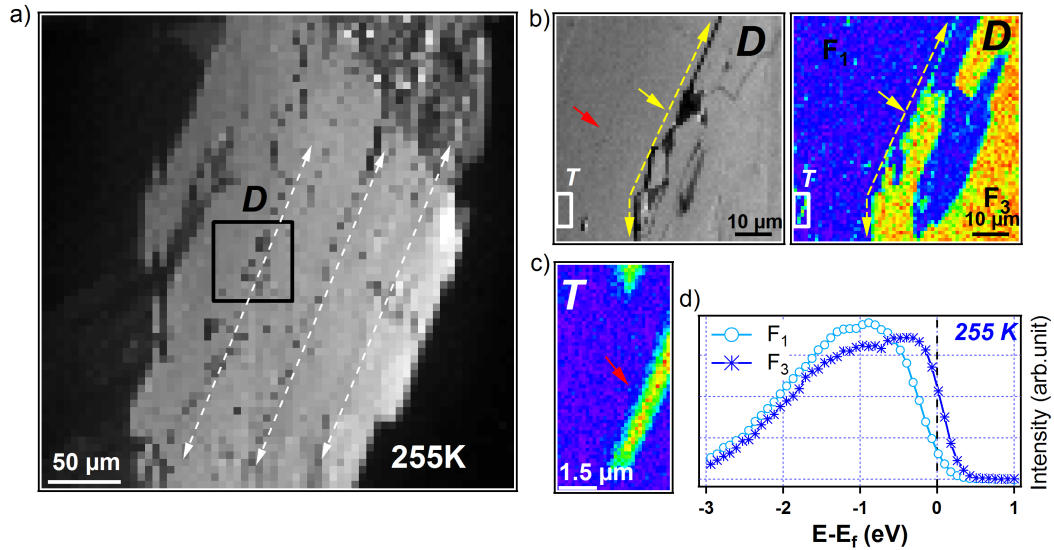 a)
D
50 µm
255K
b)
D
T
10 µm
F1
D
T
F3
10 µm
c)
T
1.5 µm
d)
F1
F3
255 K
Intensity (arb.unit)
-3
-2
-1
0
1
E-Ef (eV)